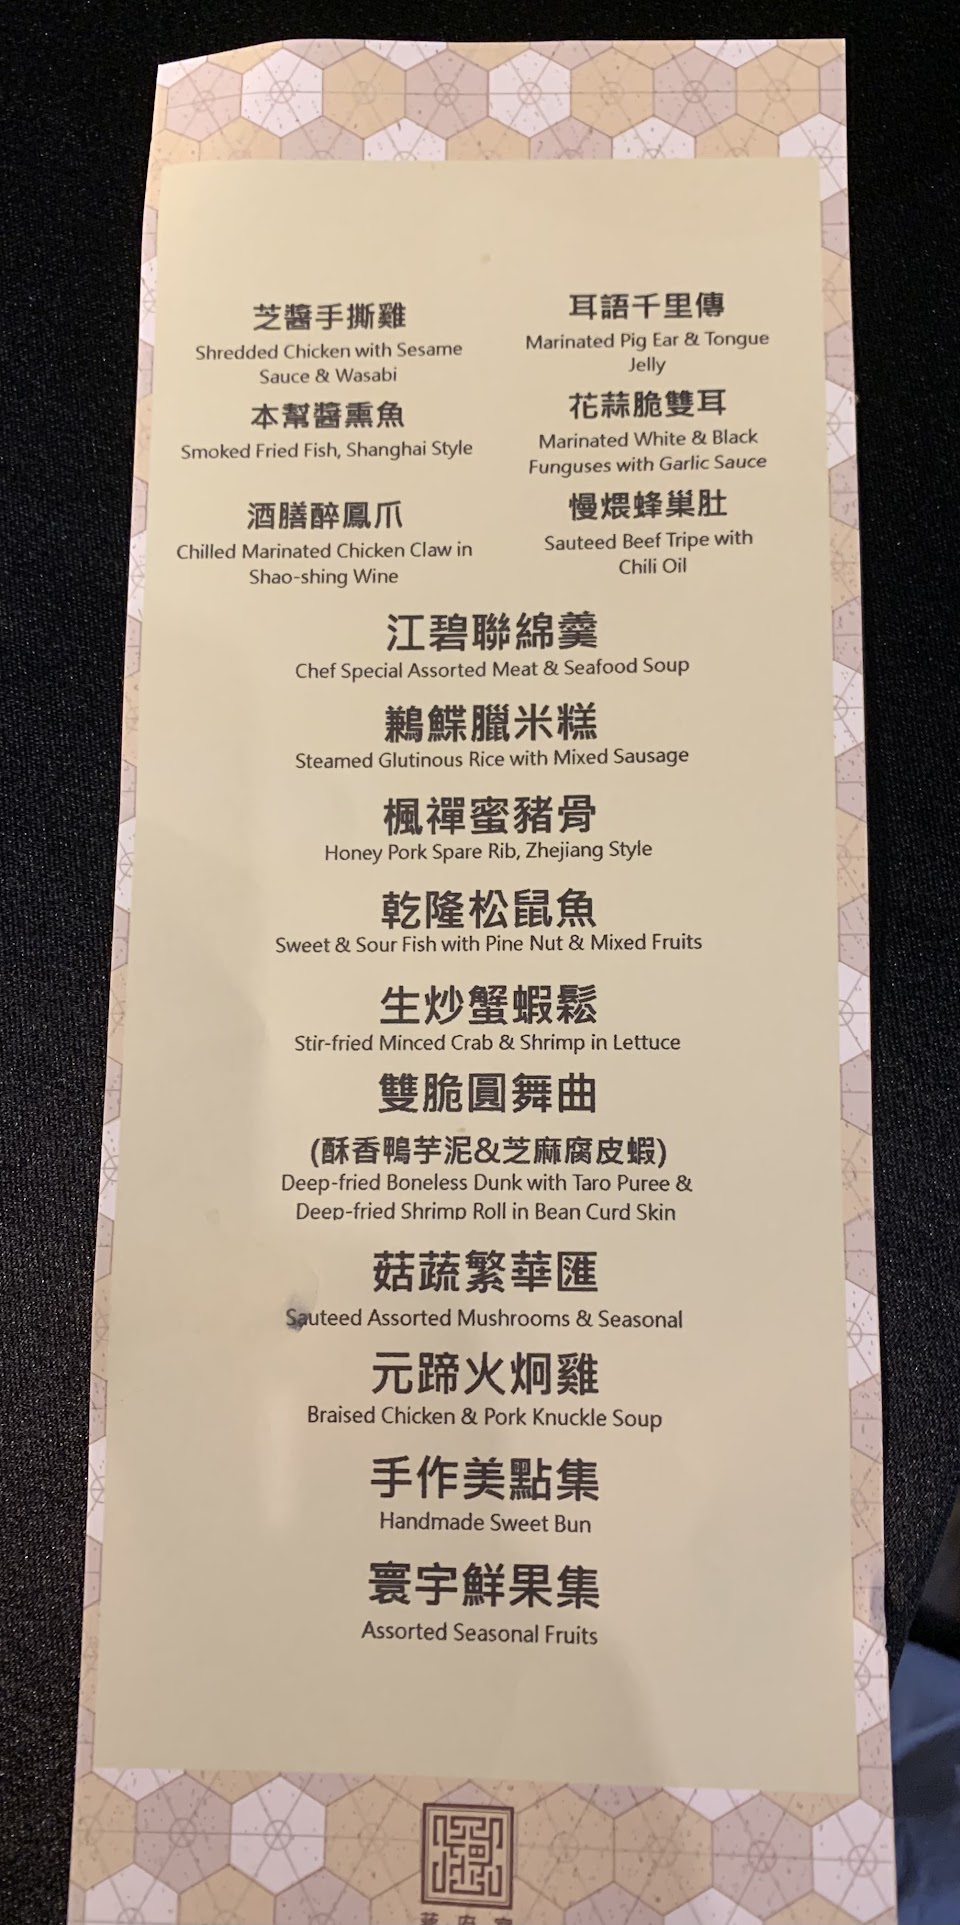 芝醬手撕雞
Shredded Chicken with Sesame
Sauce & Wasabi
本幫醬熏魚
Smoked Fried Fish, Shanghai Style
酒膳醉鳳爪
Chilled Marinated Chicken Claw in
Shao-shing Wine
耳語千里傳
Marinated Pig Ear & Tongue
Jelly
花蒜脆雙耳
Marinated White & Black
Funguses with Garlic Sauce
慢煨蜂巢肚
Sauteed Beef Tripe with
Chili Oil
江碧聯綿羹
Chef Special Assorted Meat & Seafood Soup
鶼鰈臘米糕
Steamed Glutinous Rice with Mixed Sausage
楓禪蜜豬骨
Honey Pork Spare Rib, Zhejiang Style
乾隆松鼠魚
Sweet & Sour Fish with Pine Nut & Mixed Fruits
生炒蟹蝦鬆
Stir-fried Minced Crab & Shrimp in Lettuce
雙脆圓舞曲
(酥香鴨芋泥&芝麻腐皮蝦)
Deep-fried Boneless Dunk with Taro Puree &
Deep-fried Shrimp Roll in Bean Curd Skin
菇蔬繁華匯
Sauteed Assorted Mushrooms & Seasonal
元蹄火炯雞
Braised Chicken & Pork Knuckle Soup
手作美點集
Handmade Sweet Bun
寰宇鮮果集
Assorted Seasonal Fruits